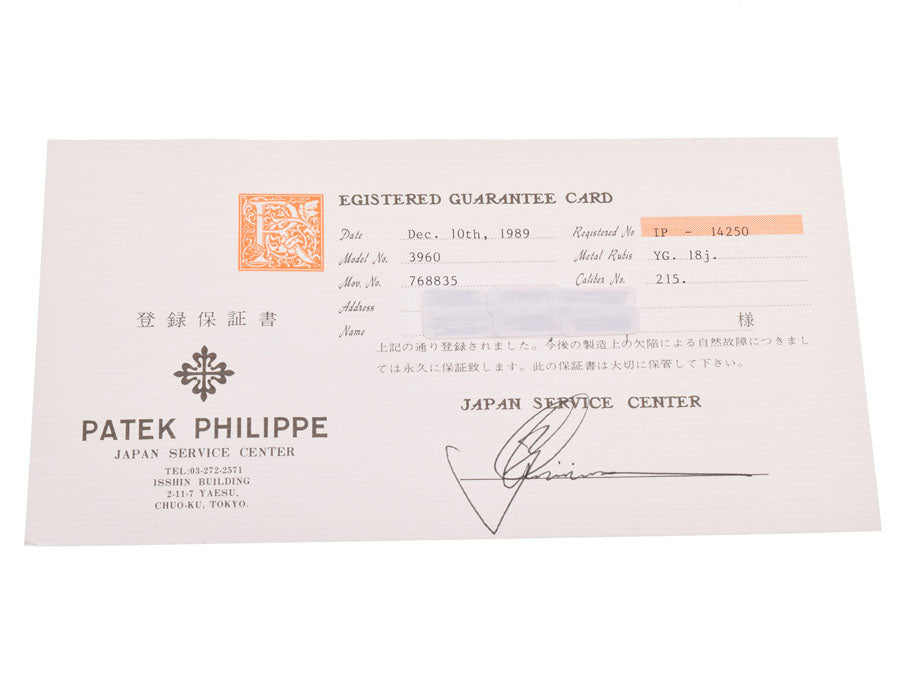 EGISTERED GUARANTEE CARD
Date Dec. 10th, 1989 Registered No IP - 14250
Model No. 3960 Metal Rubis YG. 18j.
Mov. No. 768835 Caliber No. 215.
Address
Name 様
上記の通り登録されました。今後の製造上の欠陥による自然故障につきまし
ては永久に保証致します。此の保証書は大切に保管して下さい。
JAPAN SERVICE CENTER
登録保証書
PATEK PHILIPPE
JAPAN SERVICE CENTER
TEL:03-272-2571
ISSHIN BUILDING
2-11-7 YAESU,
CHUO-KU, TOKYO.